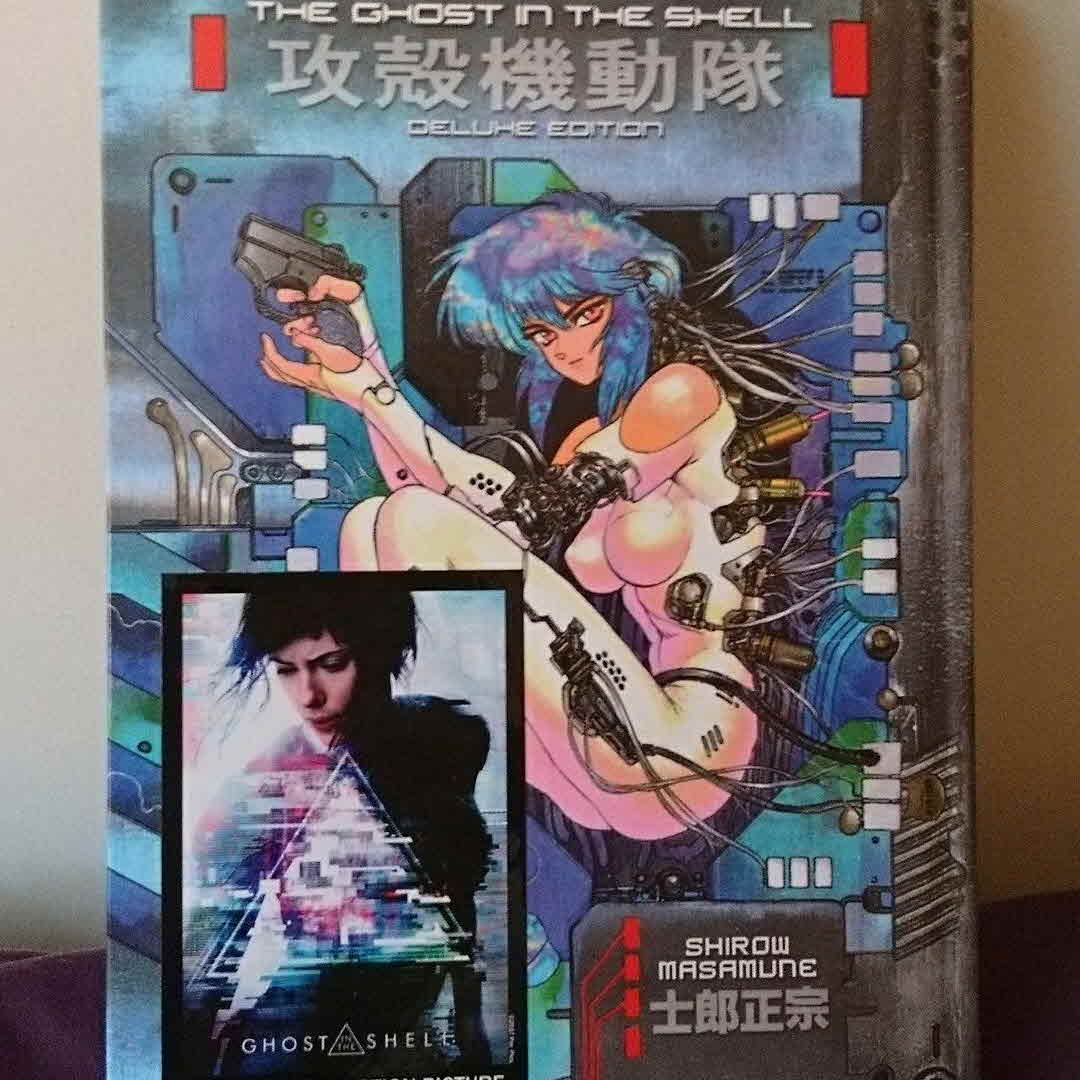 THE GHOST IN THE SHELL
攻殻機動隊
DELUXE EDITION
GHOST IN THE SHELL
PICTURE
SHIROW
MASAMUNE
士郎正宗